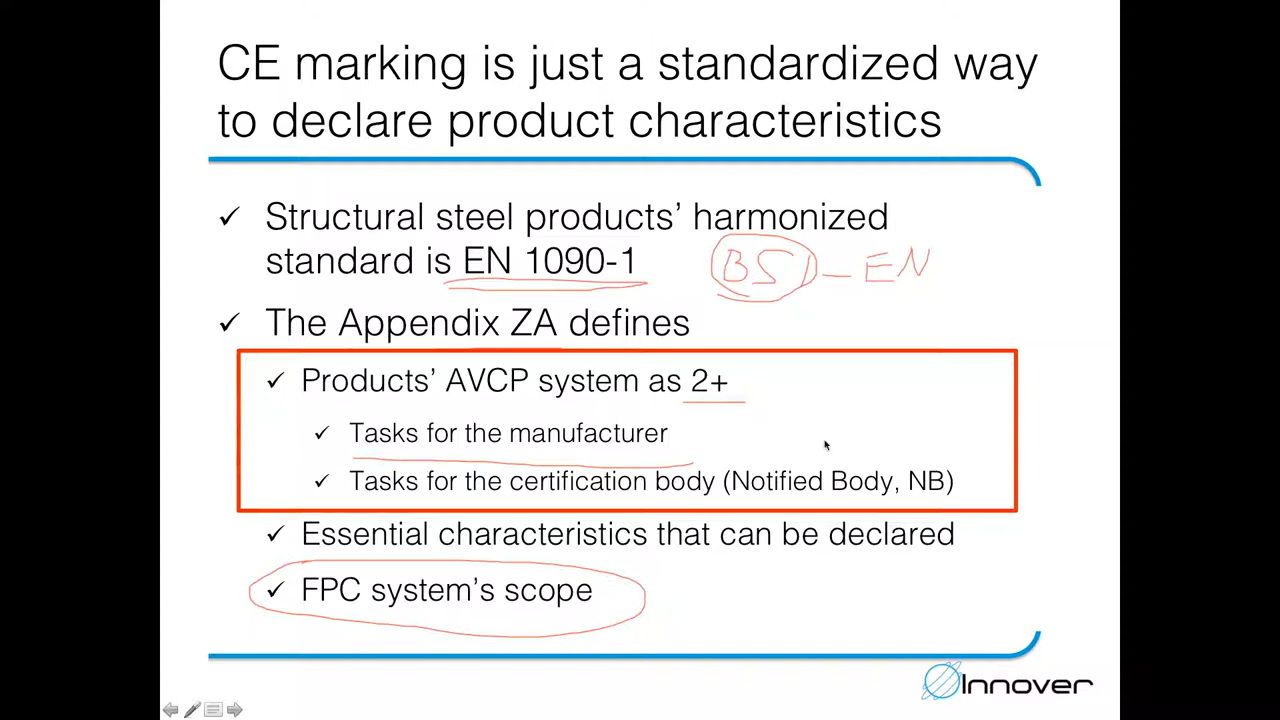 CE marking is just a standardized way
to declare product characteristics
✓ Structural steel products’ harmonized
standard is EN 1090-1
BSI – EN
✓ The Appendix ZA defines
✓ Products’ AVCP system as 2+
✓ Tasks for the manufacturer
✓ Tasks for the certification body (Notified Body, NB)
✓ Essential characteristics that can be declared
✓ FPC system’s scope
Innover